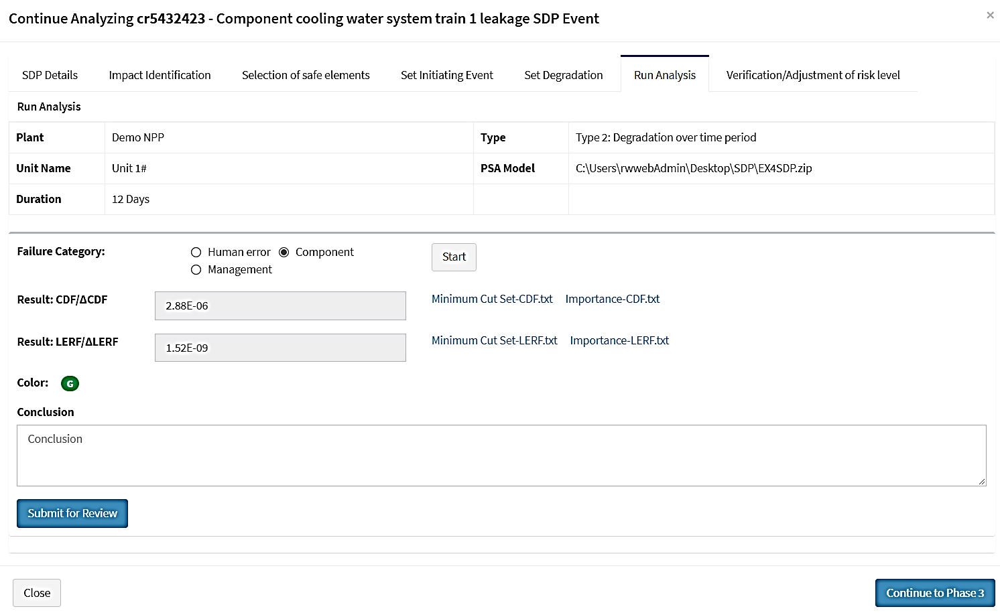 Continue Analyzing cr5432423 - Component cooling water system train 1 leakage SDP Event ×
SDP Details Impact Identification Selection of safe elements Set Initiating Event Set Degradation Run Analysis Verification/Adjustment of risk level
Run Analysis
Plant Demo NPP Type Type 2: Degradation over time period
Unit Name Unit 1# PSA Model C:\Users\rwwebAdmin\Desktop\SDP\EX4SDP.zip
Duration 12 Days
Failure Category: Human error Component Start
Management
Result: CDF/ΔCDF 2.88E-06 Minimum Cut Set-CDF.txt Importance-CDF.txt
Result: LERF/ΔLERF 1.52E-09 Minimum Cut Set-LERF.txt Importance-LERF.txt
Color: G
Conclusion
Conclusion
Submit for Review
Close Continue to Phase 3